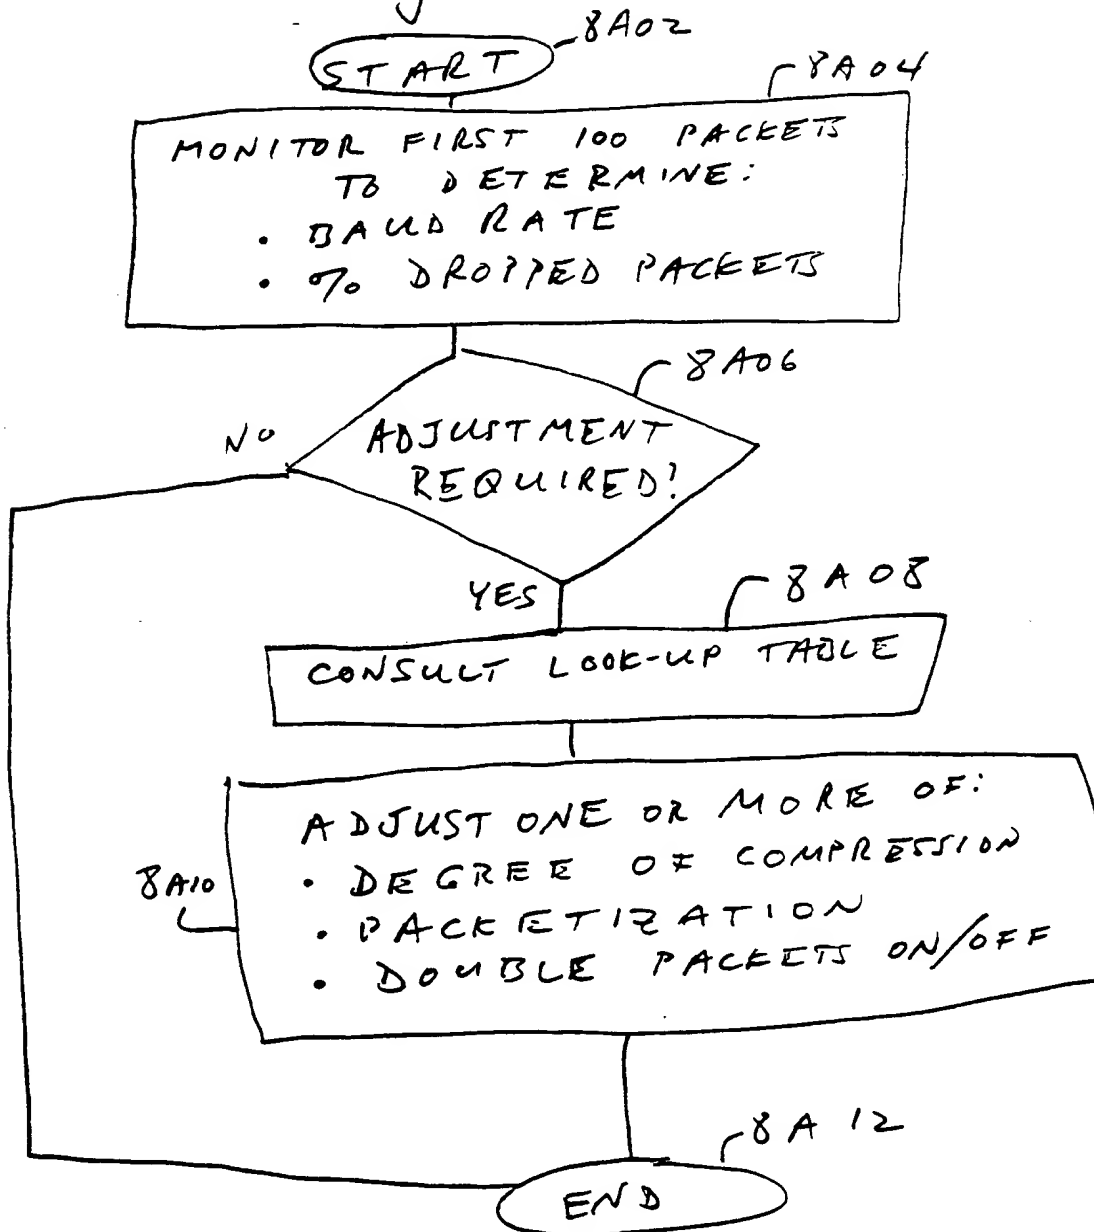 8A02
START
8A04
MONITOR FIRST 100 PACKETS
TO DETERMINE:
• BAUD RATE
• % DROPPED PACKETS
8A06
NO
ADJUSTMENT
REQUIRED?
YES
8A08
CONSULT LOOK-UP TABLE
ADJUST ONE OR MORE OF:
8A10
• DEGREE OF COMPRESSION
• PACKETIZATION
• DOUBLE PACKETS ON/OFF
8A12
END